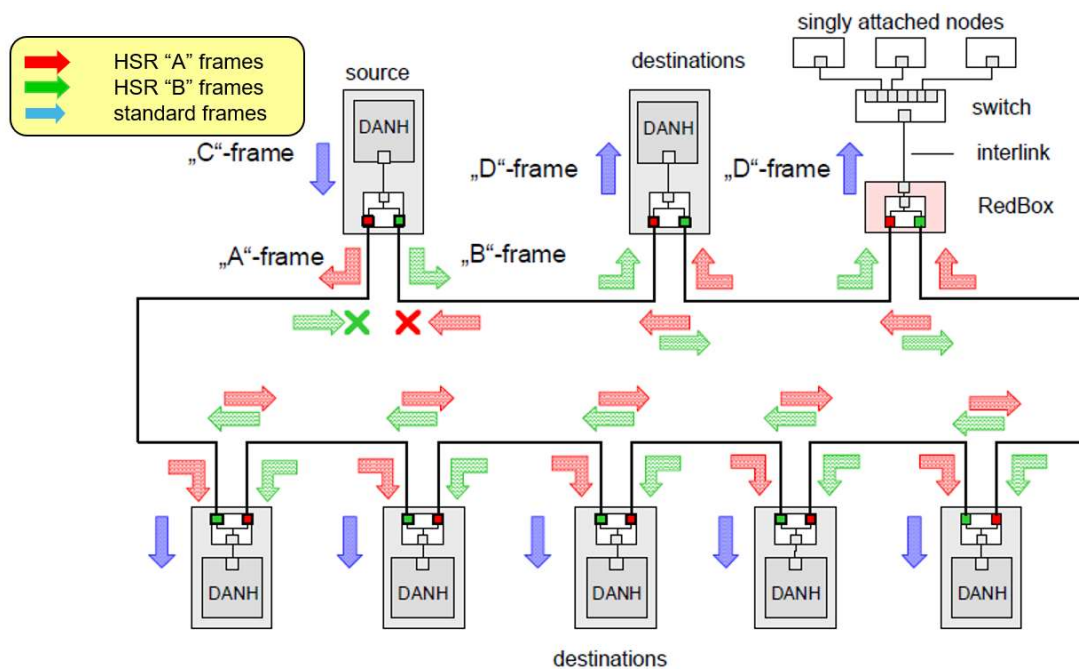 singly attached nodes
HSR “A” frames
HSR “B” frames
standard frames
source
destinations
DANH
DANH
switch
„C“-frame
„D“-frame
„D“-frame
interlink
RedBox
„A“-frame
„B“-frame
DANH
DANH
DANH
DANH
DANH
destinations